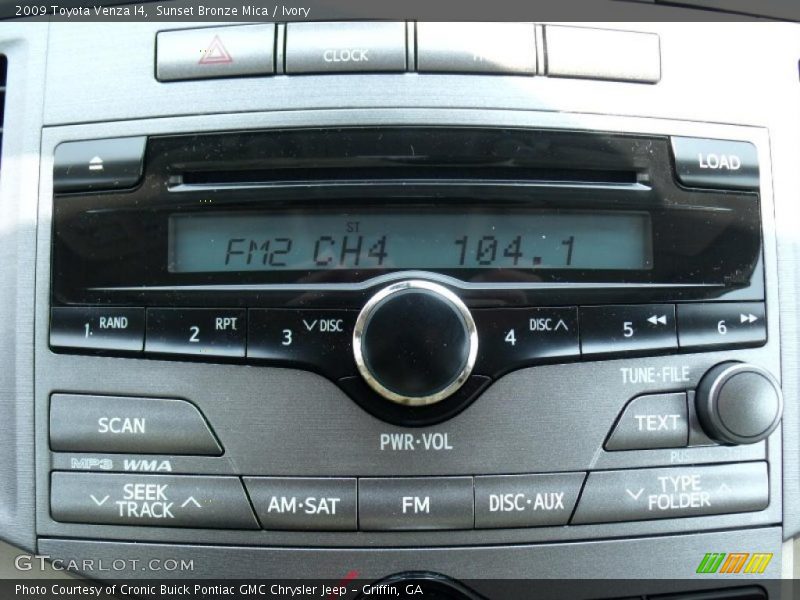 2009 Toyota Venza I4, Sunset Bronze Mica / Ivory
CLOCK
LOAD
ST
FM2 CH4 104.1
1 RAND
2 RPT
3 DISC
4 DISC
5
6
TUNE·FILE
SCAN
TEXT
PWR·VOL
MP3 WMA
SEEK
TRACK
AM·SAT
FM
DISC·AUX
TYPE
FOLDER
GTCARLOT.COM
Photo Courtesy of Cronic Buick Pontiac GMC Chrysler Jeep - Griffin, GA